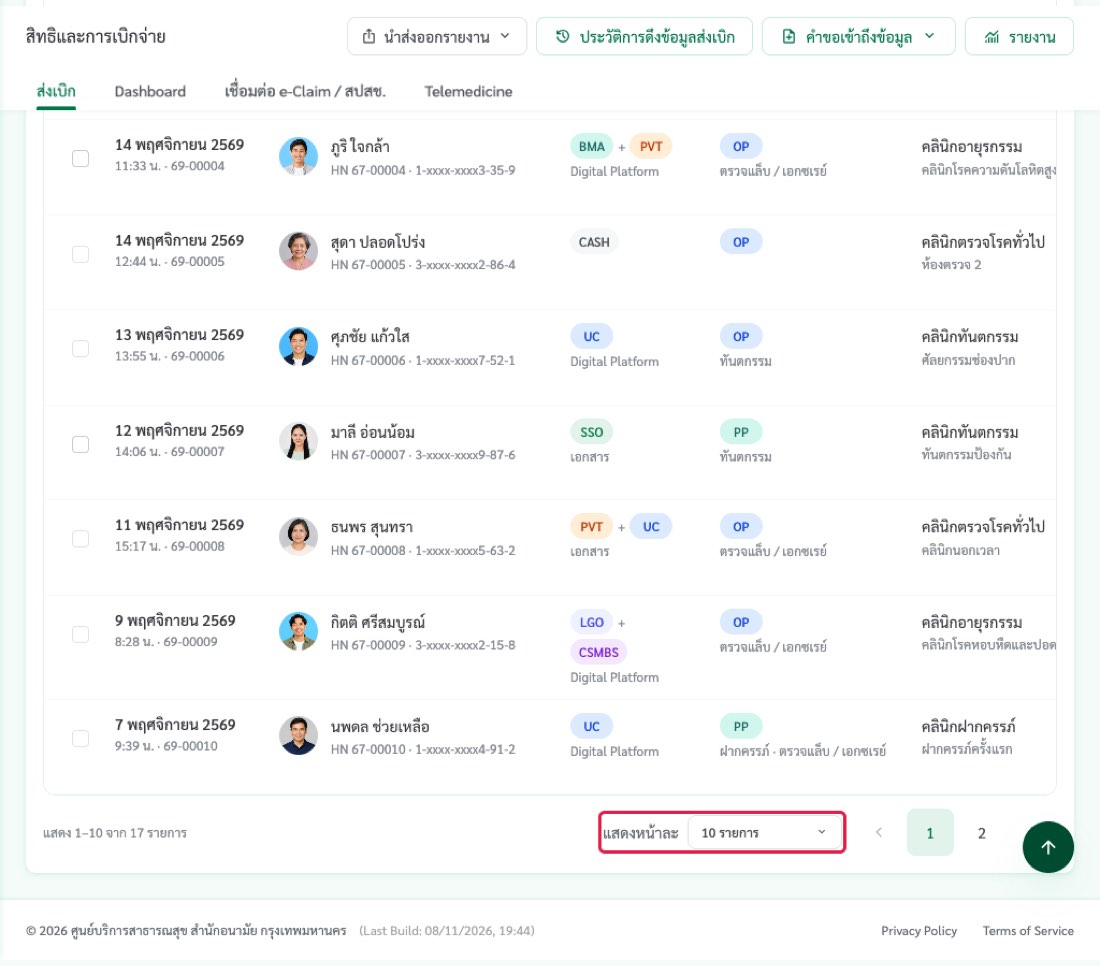 สิทธิและการเบิกจ่าย
นำส่งออกรายงาน
ประวัติการดึงข้อมูลส่งเบิก
คำขอเข้าถึงข้อมูล
รายงาน
ส่งเบิก
Dashboard
เชื่อมต่อ e-Claim / สปสช.
Telemedicine
14 พฤศจิกายน 2569
11:33 น. · 69-00004
ภูริ ใจกล้า
HN 67-00004 · 1-xxxx-xxxx3-35-9
BMA + PVT
Digital Platform
OP
ตรวจแล็บ / เอกซเรย์
คลินิกอายุรกรรม
คลินิกโรคความดันโลหิตสูง
14 พฤศจิกายน 2569
12:44 น. · 69-00005
สุดา ปลอดโปร่ง
HN 67-00005 · 3-xxxx-xxxx2-86-4
CASH
OP
คลินิกตรวจโรคทั่วไป
ห้องตรวจ 2
13 พฤศจิกายน 2569
13:55 น. · 69-00006
ศุภชัย แก้วใส
HN 67-00006 · 1-xxxx-xxxx7-52-1
UC
Digital Platform
OP
ทันตกรรม
คลินิกทันตกรรม
ศัลยกรรมช่องปาก
12 พฤศจิกายน 2569
14:06 น. · 69-00007
มาลี อ่อนน้อม
HN 67-00007 · 3-xxxx-xxxx9-87-6
SSO
เอกสาร
PP
ทันตกรรม
คลินิกทันตกรรม
ทันตกรรมป้องกัน
11 พฤศจิกายน 2569
15:17 น. · 69-00008
ธนพร สุนทรา
HN 67-00008 · 1-xxxx-xxxx5-63-2
PVT + UC
เอกสาร
OP
ตรวจแล็บ / เอกซเรย์
คลินิกตรวจโรคทั่วไป
คลินิกนอกเวลา
9 พฤศจิกายน 2569
8:28 น. · 69-00009
กิตติ ศรีสมบูรณ์
HN 67-00009 · 3-xxxx-xxxx2-15-8
LGO +
CSMBS
Digital Platform
OP
ตรวจแล็บ / เอกซเรย์
คลินิกอายุรกรรม
คลินิกโรคหอบหืดและปอด
7 พฤศจิกายน 2569
9:39 น. · 69-00010
นพดล ช่วยเหลือ
HN 67-00010 · 1-xxxx-xxxx4-91-2
UC
Digital Platform
PP
ฝากครรภ์ · ตรวจแล็บ / เอกซเรย์
คลินิกฝากครรภ์
ฝากครรภ์ครั้งแรก
แสดง 1–10 จาก 17 รายการ
แสดงหน้าละ
10 รายการ
1
2
© 2026 ศูนย์บริการสาธารณสุข สำนักอนามัย กรุงเทพมหานคร (Last Build: 08/11/2026, 19:44)
Privacy Policy
Terms of Service